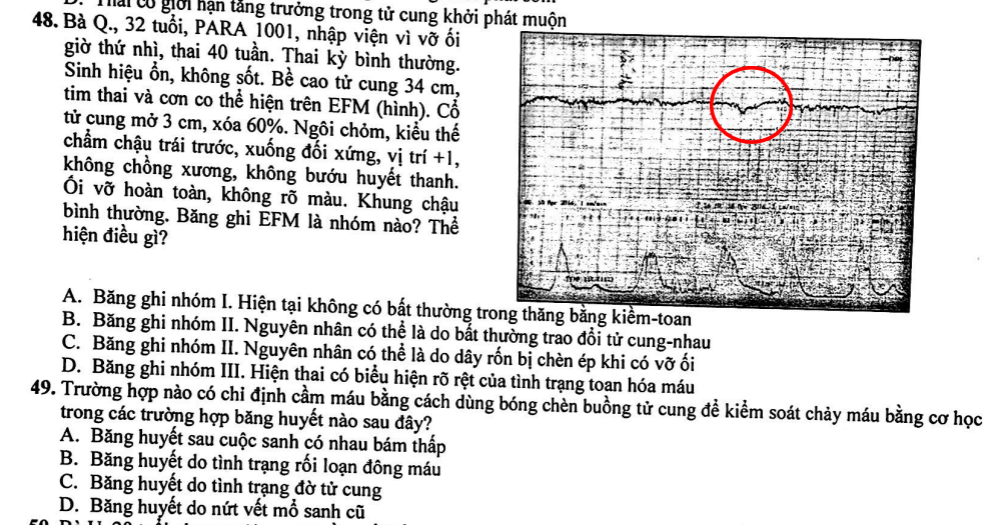 D. Thai có giới hạn tăng trưởng trong tử cung khởi phát muộn
48. Bà Q., 32 tuổi, PARA 1001, nhập viện vì vỡ ối
giờ thứ nhì, thai 40 tuần. Thai kỳ bình thường.
Sinh hiệu ổn, không sốt. Bề cao tử cung 34 cm,
tim thai và cơn co thể hiện trên EFM (hình). Cổ
tử cung mở 3 cm, xóa 60%. Ngôi chỏm, kiểu thế
chẩm chậu trái trước, xuống đối xứng, vị trí +1,
không chồng xương, không bướu huyết thanh.
Ối vỡ hoàn toàn, không rõ màu. Khung chậu
bình thường. Băng ghi EFM là nhóm nào? Thể
hiện điều gì?
A. Băng ghi nhóm I. Hiện tại không có bất thường trong thăng bằng kiềm-toan
B. Băng ghi nhóm II. Nguyên nhân có thể là do bất thường trao đổi tử cung-nhau
C. Băng ghi nhóm II. Nguyên nhân có thể là do dây rốn bị chèn ép khi có vỡ ối
D. Băng ghi nhóm III. Hiện thai có biểu hiện rõ rệt của tình trạng toan hóa máu
49. Trường hợp nào có chỉ định cầm máu bằng cách dùng bóng chèn buồng tử cung để kiểm soát chảy máu bằng cơ học
trong các trường hợp băng huyết nào sau đây?
A. Băng huyết sau cuộc sanh có nhau bám thấp
B. Băng huyết do tình trạng rối loạn đông máu
C. Băng huyết do tình trạng đờ tử cung
D. Băng huyết do nứt vết mổ sanh cũ